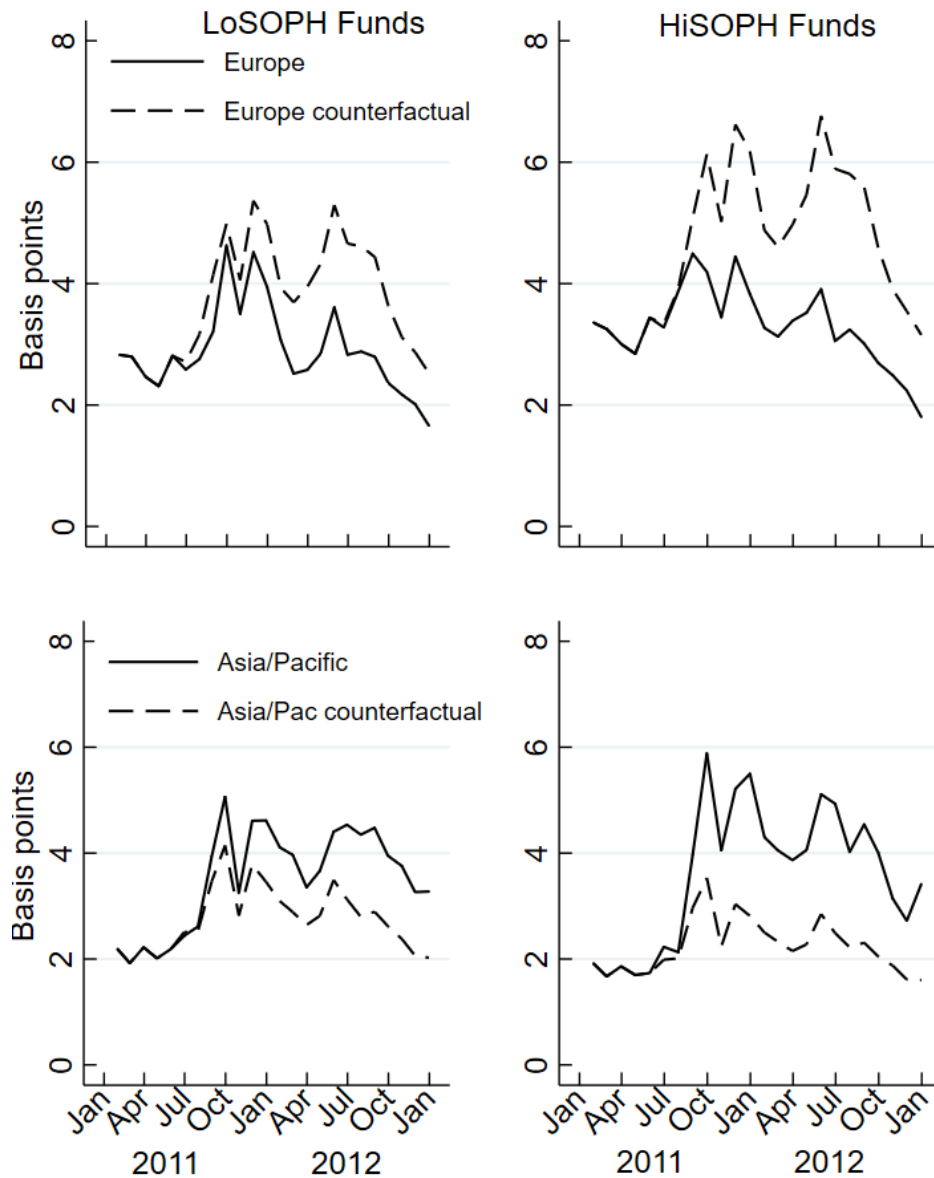 LoSOPH Funds
HiSOPH Funds
Europe
Europe counterfactual
Basis points
8
6
4
2
0
8
6
4
2
0
Asia/Pacific
Asia/Pac counterfactual
Basis points
8
6
4
2
0
8
6
4
2
0
Jan Apr Jul Oct Jan Apr Jul Oct Jan
2011 2012
Jan Apr Jul Oct Jan Apr Jul Oct Jan
2011 2012